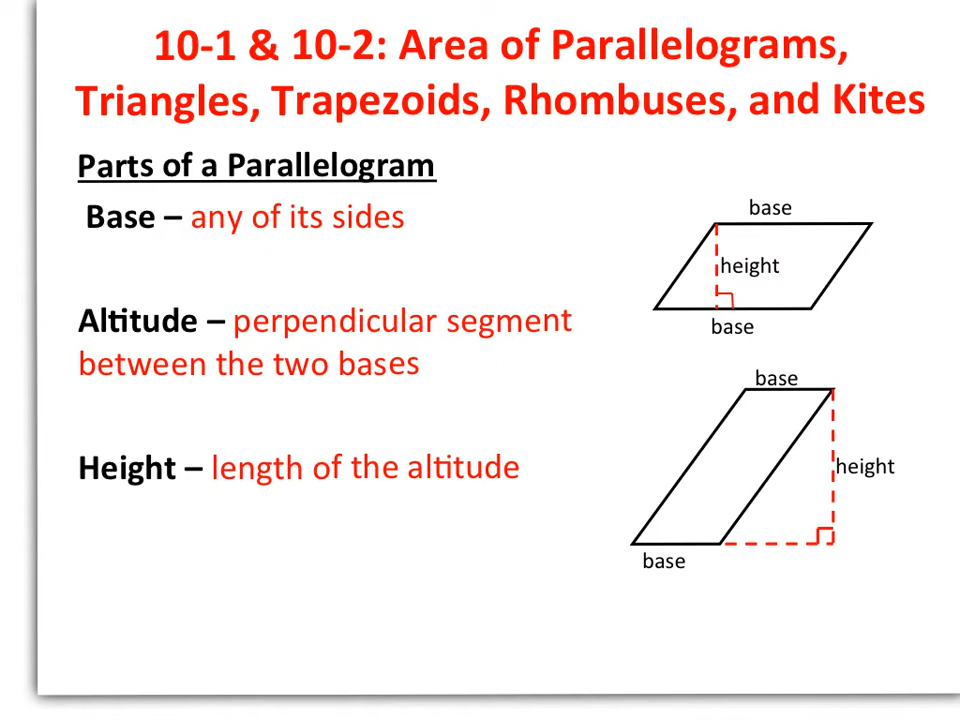 10-1 & 10-2: Area of Parallelograms,
Triangles, Trapezoids, Rhombuses, and Kites
Parts of a Parallelogram
Base – any of its sides
Altitude – perpendicular segment
between the two bases
Height – length of the altitude
base
height
base
base
height
base